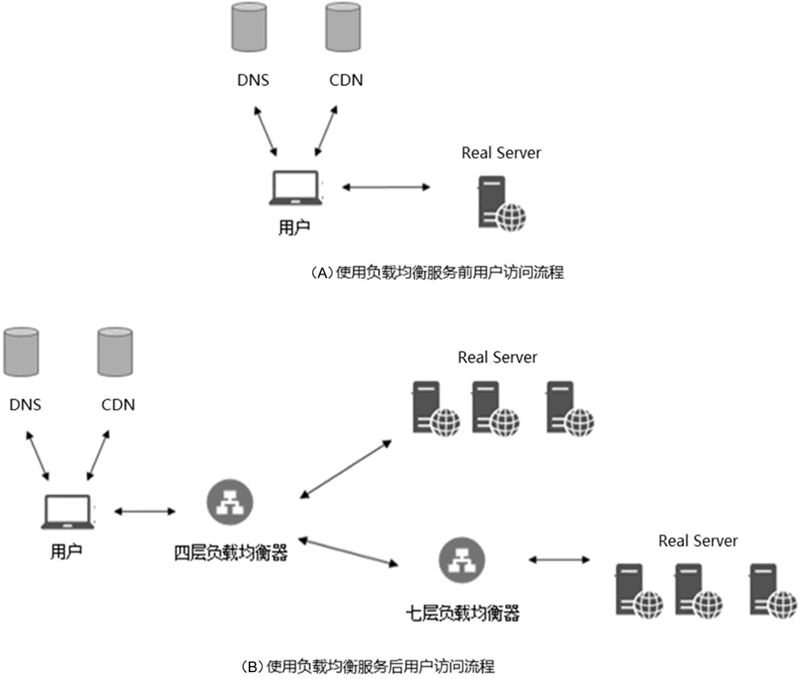 DNS CDN
Real Server
用户
（A）使用负载均衡服务前用户访问流程
Real Server
DNS CDN
用户
四层负载均衡器
Real Server
七层负载均衡器
（B）使用负载均衡服务后用户访问流程